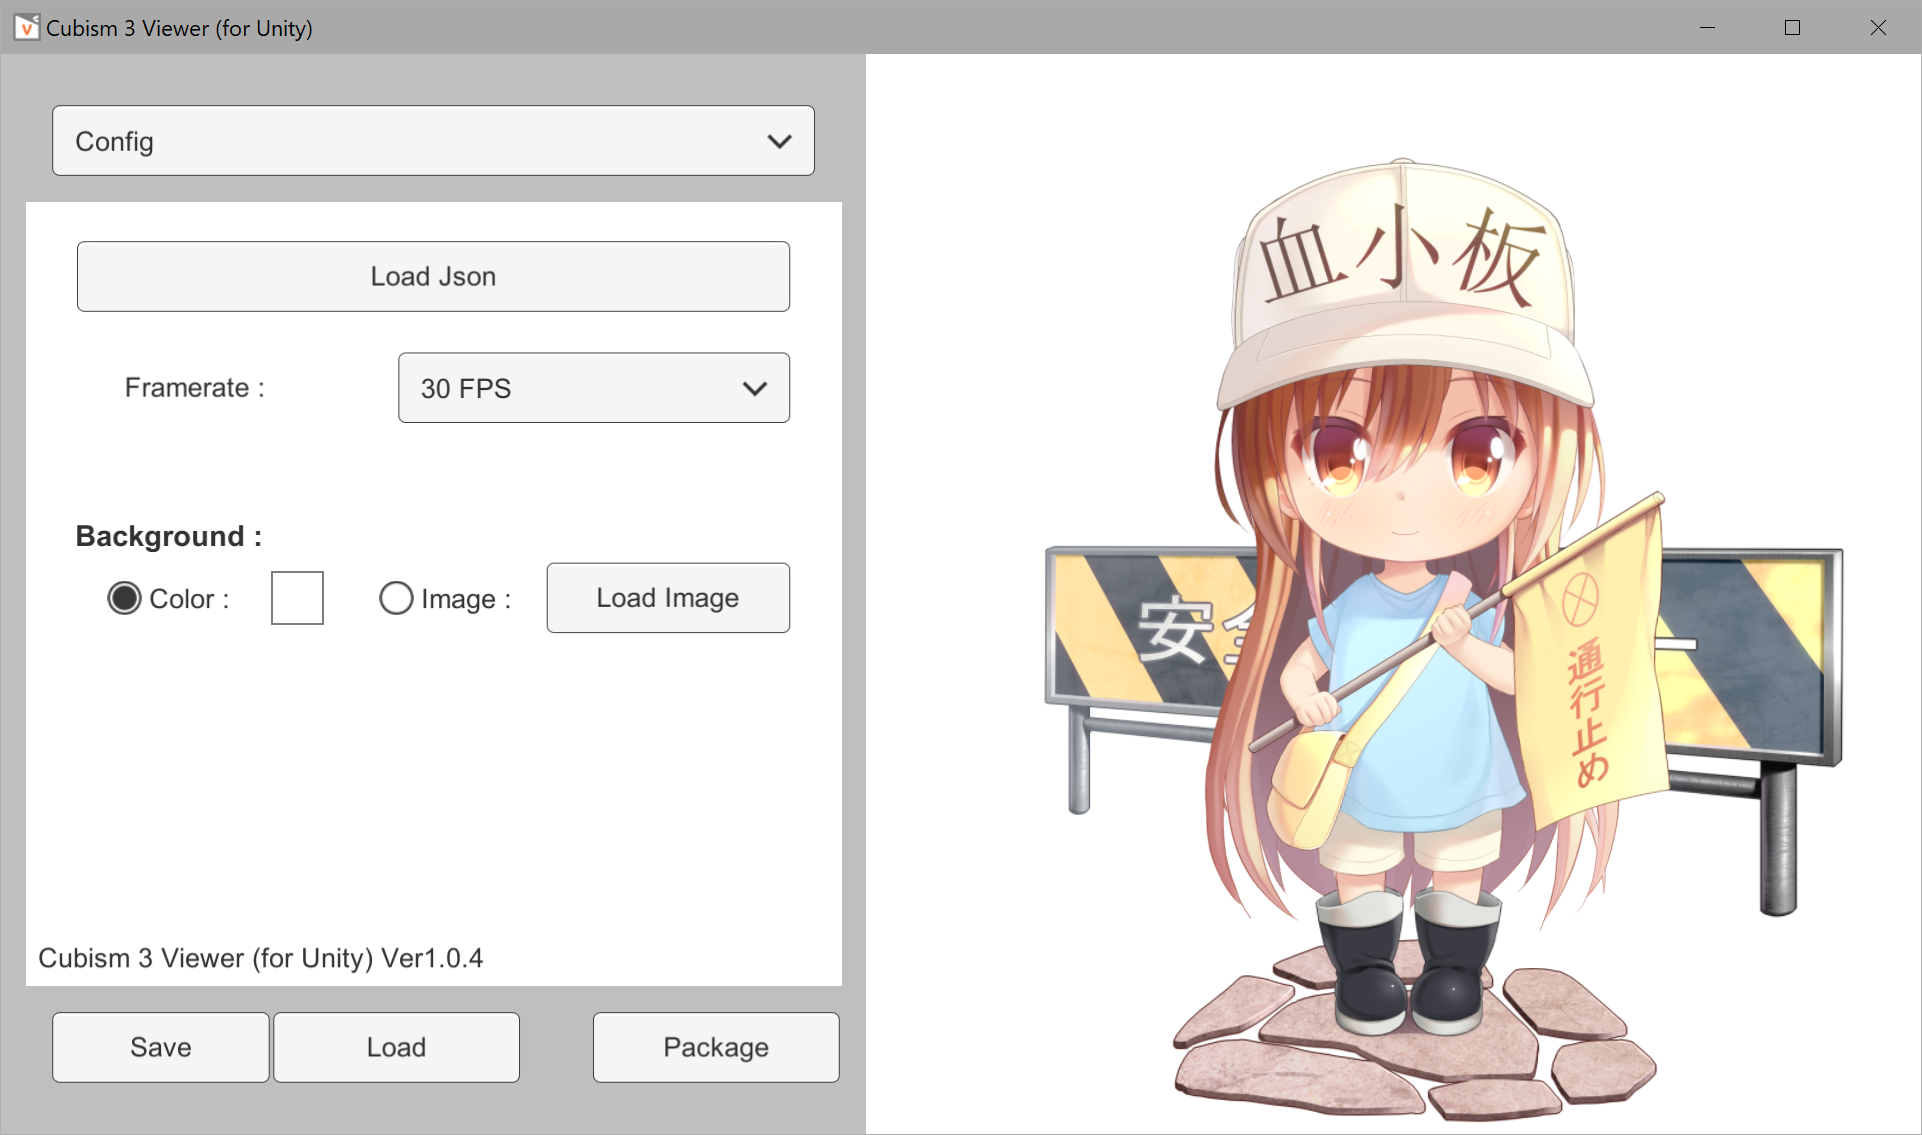 Cubism 3 Viewer (for Unity)
Config
Load Json
Framerate :
30 FPS
Background :
Color :
Image :
Load Image
Cubism 3 Viewer (for Unity) Ver1.0.4
Save
Load
Package
血小板
安
通行止め